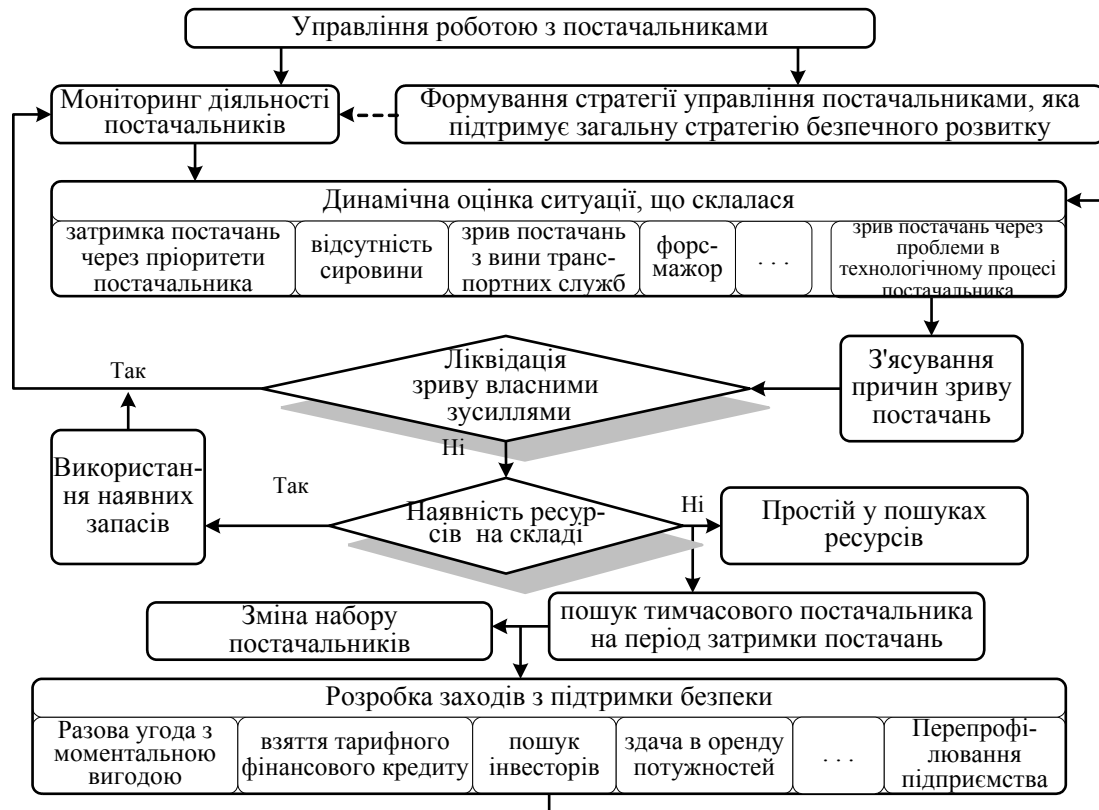 Управління роботою з постачальниками
Моніторинг діяльності
постачальників
Формування стратегії управління постачальниками, яка
підтримує загальну стратегію безпечного розвитку
Динамічна оцінка ситуації, що склалася
затримка постачань
через пріоритети
постачальника
відсутність
сировини
зрив постачань
з вини транс-
портних служб
форс-
мажор
. . .
зрив постачань через
проблеми в
технологічному процесі
постачальника
Так
Ліквідація
зриву власними
зусиллями
З'ясування
причин зриву
постачань
Ні
Використан-
ня наявних
запасів
Так
Наявність ресур-
сів на складі
Ні
Простій у пошуках
ресурсів
Зміна набору
постачальників
пошук тимчасового постачальника
на період затримки постачань
Розробка заходів з підтримки безпеки
Разова угода з
моментальною
вигодою
взяття тарифного
фінансового кредиту
пошук
інвесторів
здача в оренду
потужностей
. . .
Перепрофі-
лювання
підприємства